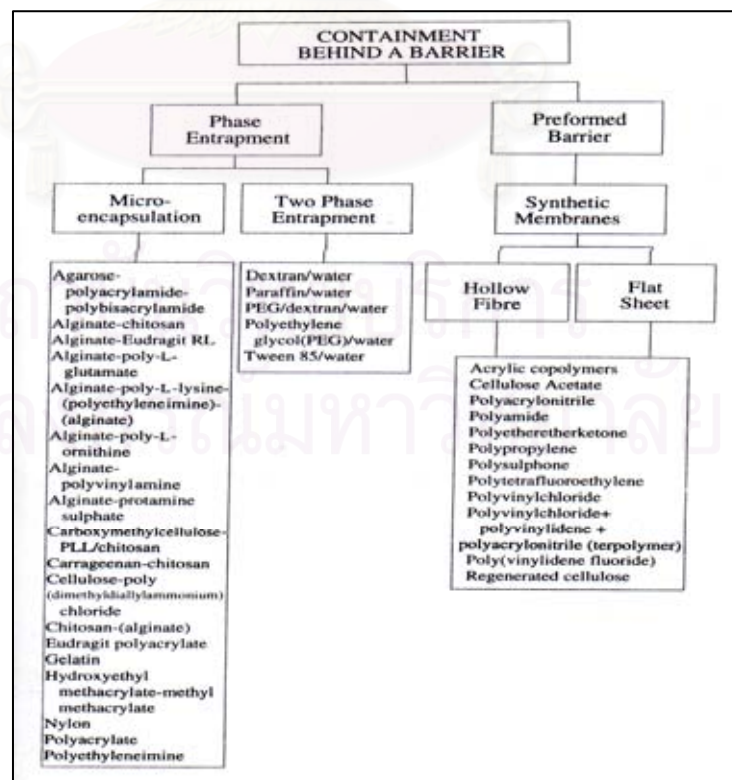 CONTAINMENT
BEHIND A BARRIER
Phase
Entrapment
Preformed
Barrier
Micro-
encapsulation
Two Phase
Entrapment
Synthetic
Membranes
Agarose-
polyacrylamide-
polybisacrylamide
Alginate-chitosan
Alginate-Eudragit RL
Alginate-poly-L-
glutamate
Alginate-poly-L-lysine-
(polyethyleneimine)-
(alginate)
Alginate-poly-L-
ornithine
Alginate-
polyvinylamine
Alginate-protamine
sulphate
Carboxymethylcellulose-
PLL/chitosan
Carrageenan-chitosan
Cellulose-poly
(dimethyldiallylammonium)
chloride
Chitosan-(alginate)
Eudragit polyacrylate
Gelatin
Hydroxyethyl
methacrylate-methyl
methacrylate
Nylon
Polyacrylate
Polyethyleneimine
Dextran/water
Paraffin/water
PEG/dextran/water
Polyethylene
glycol(PEG)/water
Tween 85/water
Hollow
Fibre
Flat
Sheet
Acrylic copolymers
Cellulose Acetate
Polyacrylonitrile
Polyamide
Polyetheretherketone
Polypropylene
Polysulphone
Polytetrafluoroethylene
Polyvinylchloride
Polyvinylchloride+
polyvinylidene +
polyacrylonitrile (terpolymer)
Poly(vinylidene fluoride)
Regenerated cellulose